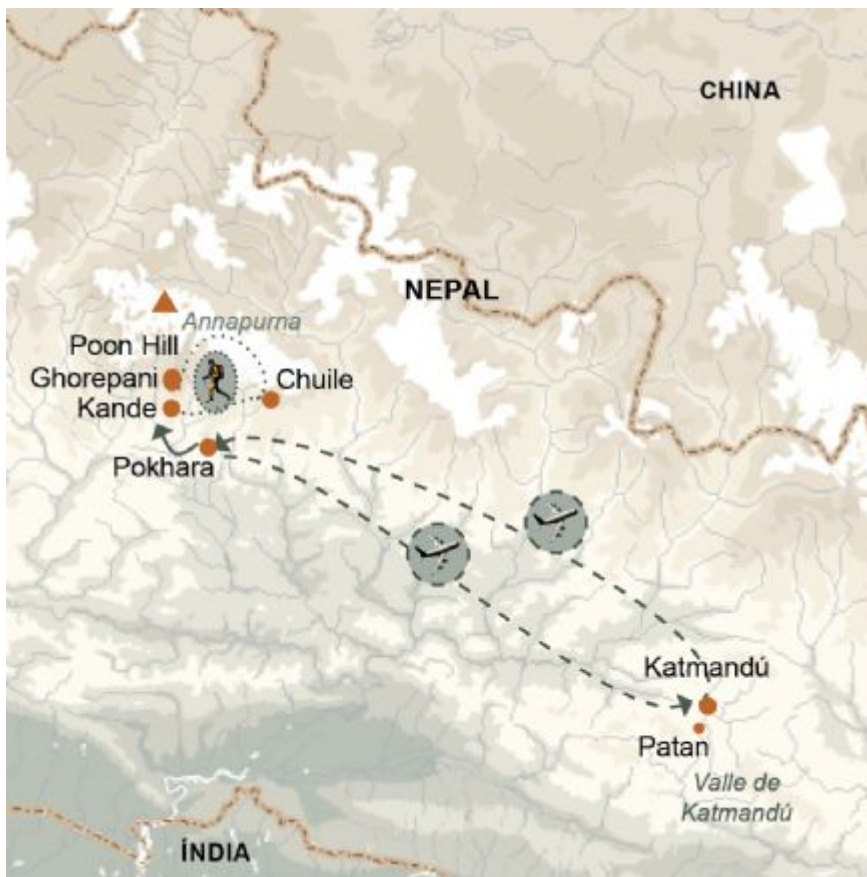 CHINA
NEPAL
Annapurna
Poon Hill
Ghorepani
Chuile
Kande
Pokhara
Katmandú
Patan
Valle de
Katmandú
ÍNDIA